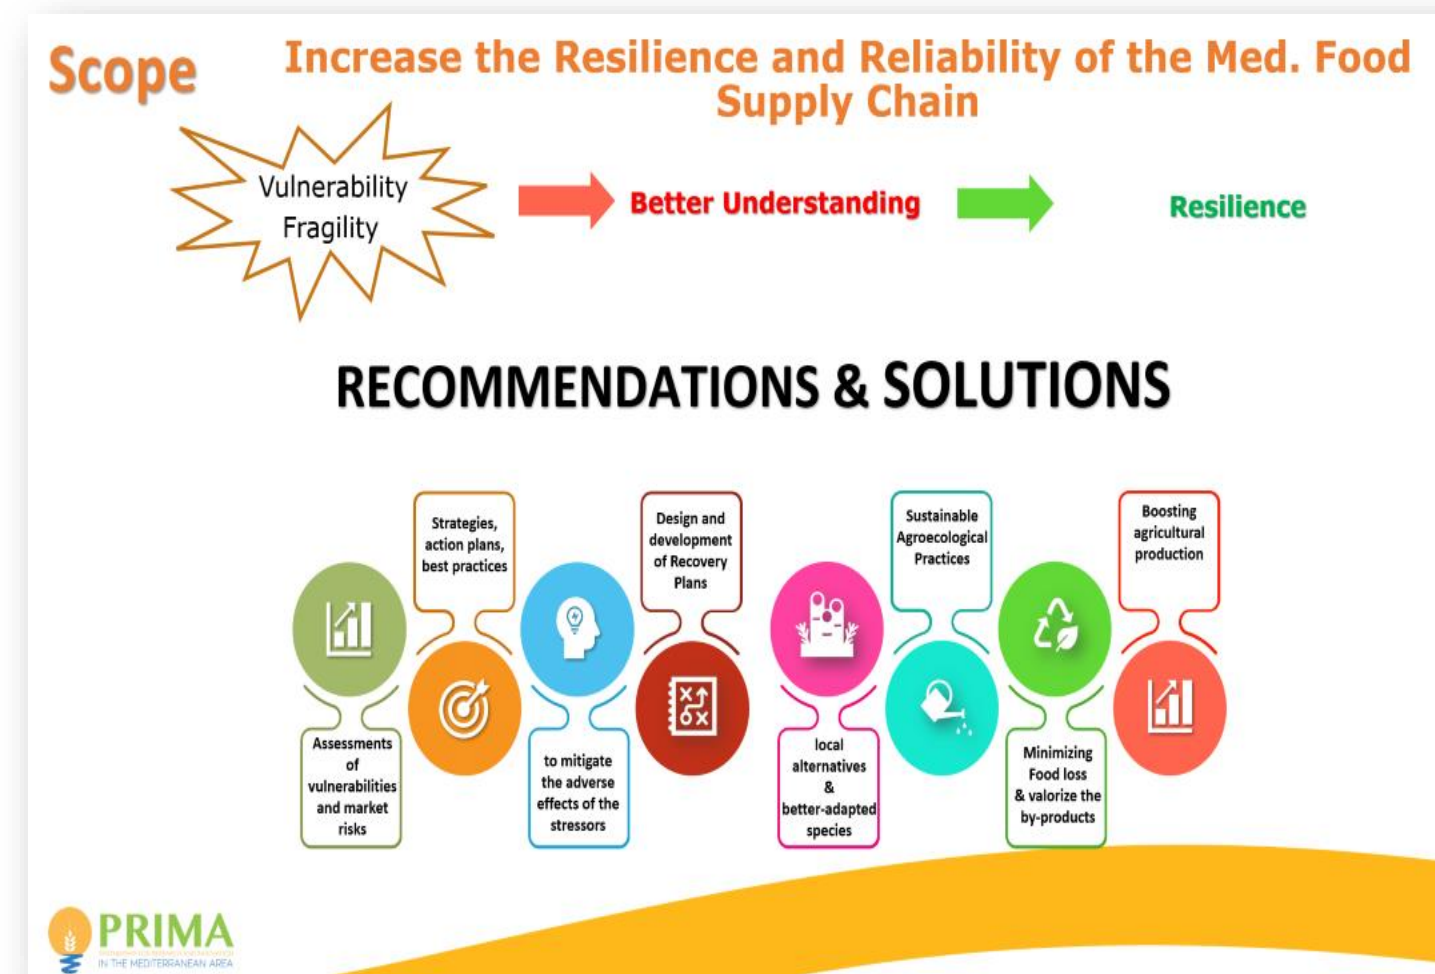 Scope
Increase the Resilience and Reliability of the Med. Food
Supply Chain
Vulnerability
Fragility
Better Understanding
Resilience
RECOMMENDATIONS & SOLUTIONS
Assessments
of
vulnerabilities
and market
risks
Strategies,
action plans,
best practices
to mitigate
the adverse
effects of the
stressors
Design and
development
of Recovery
Plans
local
alternatives
&
better-adapted
species
Sustainable
Agroecological
Practices
Minimizing
Food loss
& valorize the
by-products
Boosting
agricultural
production
PRIMA
IN THE MEDITERRANEAN AREA